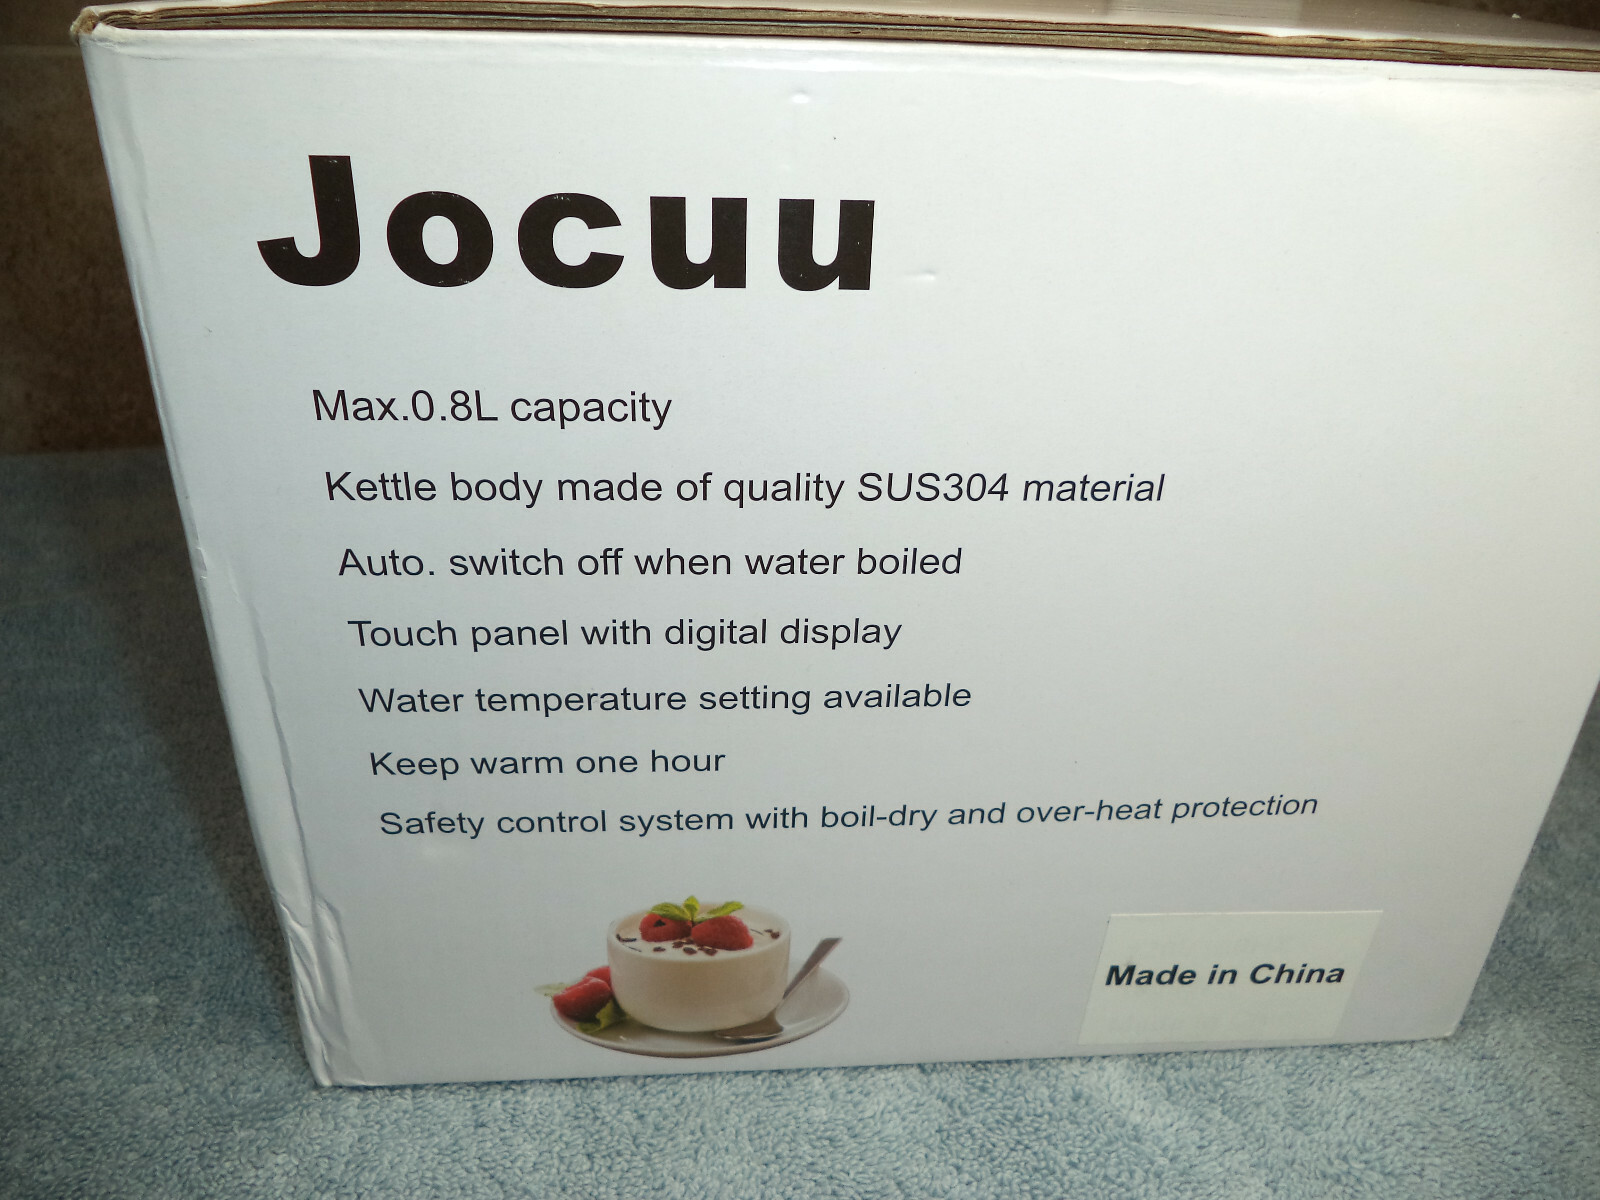 Jocuu
Max.0.8L capacity
Kettle body made of quality SUS304 material
Auto. switch off when water boiled
Touch panel with digital display
Water temperature setting available
Keep warm one hour
Safety control system with boil-dry and over-heat protection
Made in China